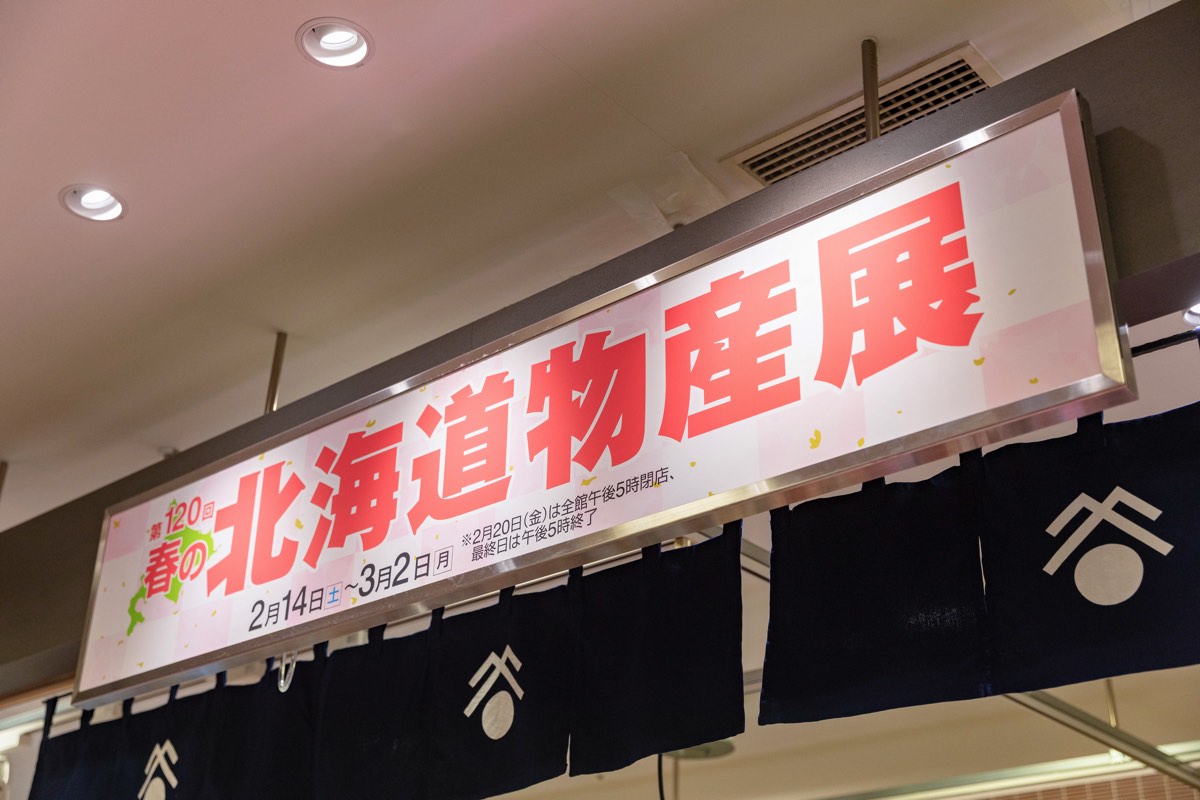 第120回
春の
北海道物産展
2月14日土～3月2日月
※2月20日（金）は全館午後5時閉店、
最終日は午後5時終了